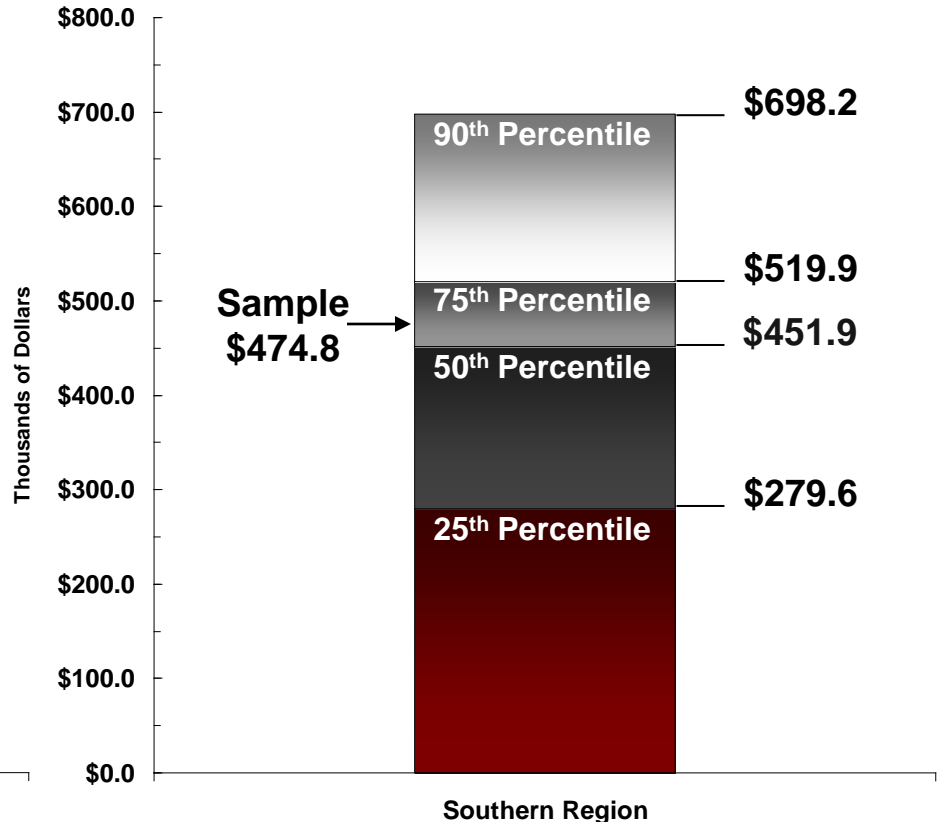 $800.0
$700.0
$600.0
$500.0
$400.0
$300.0
$200.0
$100.0
$0.0
Thousands of Dollars
Sample
$474.8
90th Percentile
75th Percentile
50th Percentile
25th Percentile
$698.2
$519.9
$451.9
$279.6
Southern Region